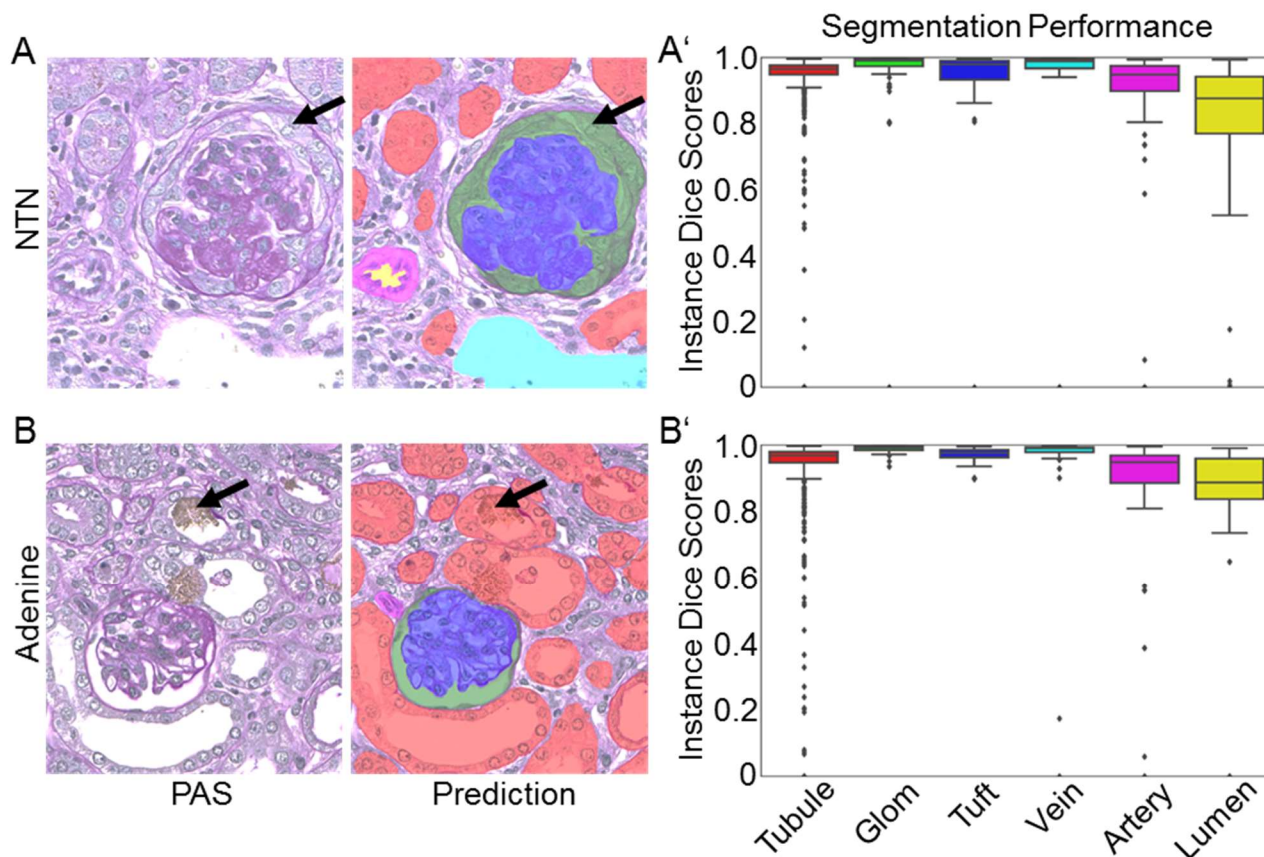 Segmentation Performance
A
A'
NTN
Instance Dice Scores
1.0
0.8
0.6
0.4
0.2
0
B
B'
Adenine
Instance Dice Scores
1.0
0.8
0.6
0.4
0.2
0
PAS
Prediction
Tubule
Glom
Tuft
Vein
Artery
Lumen